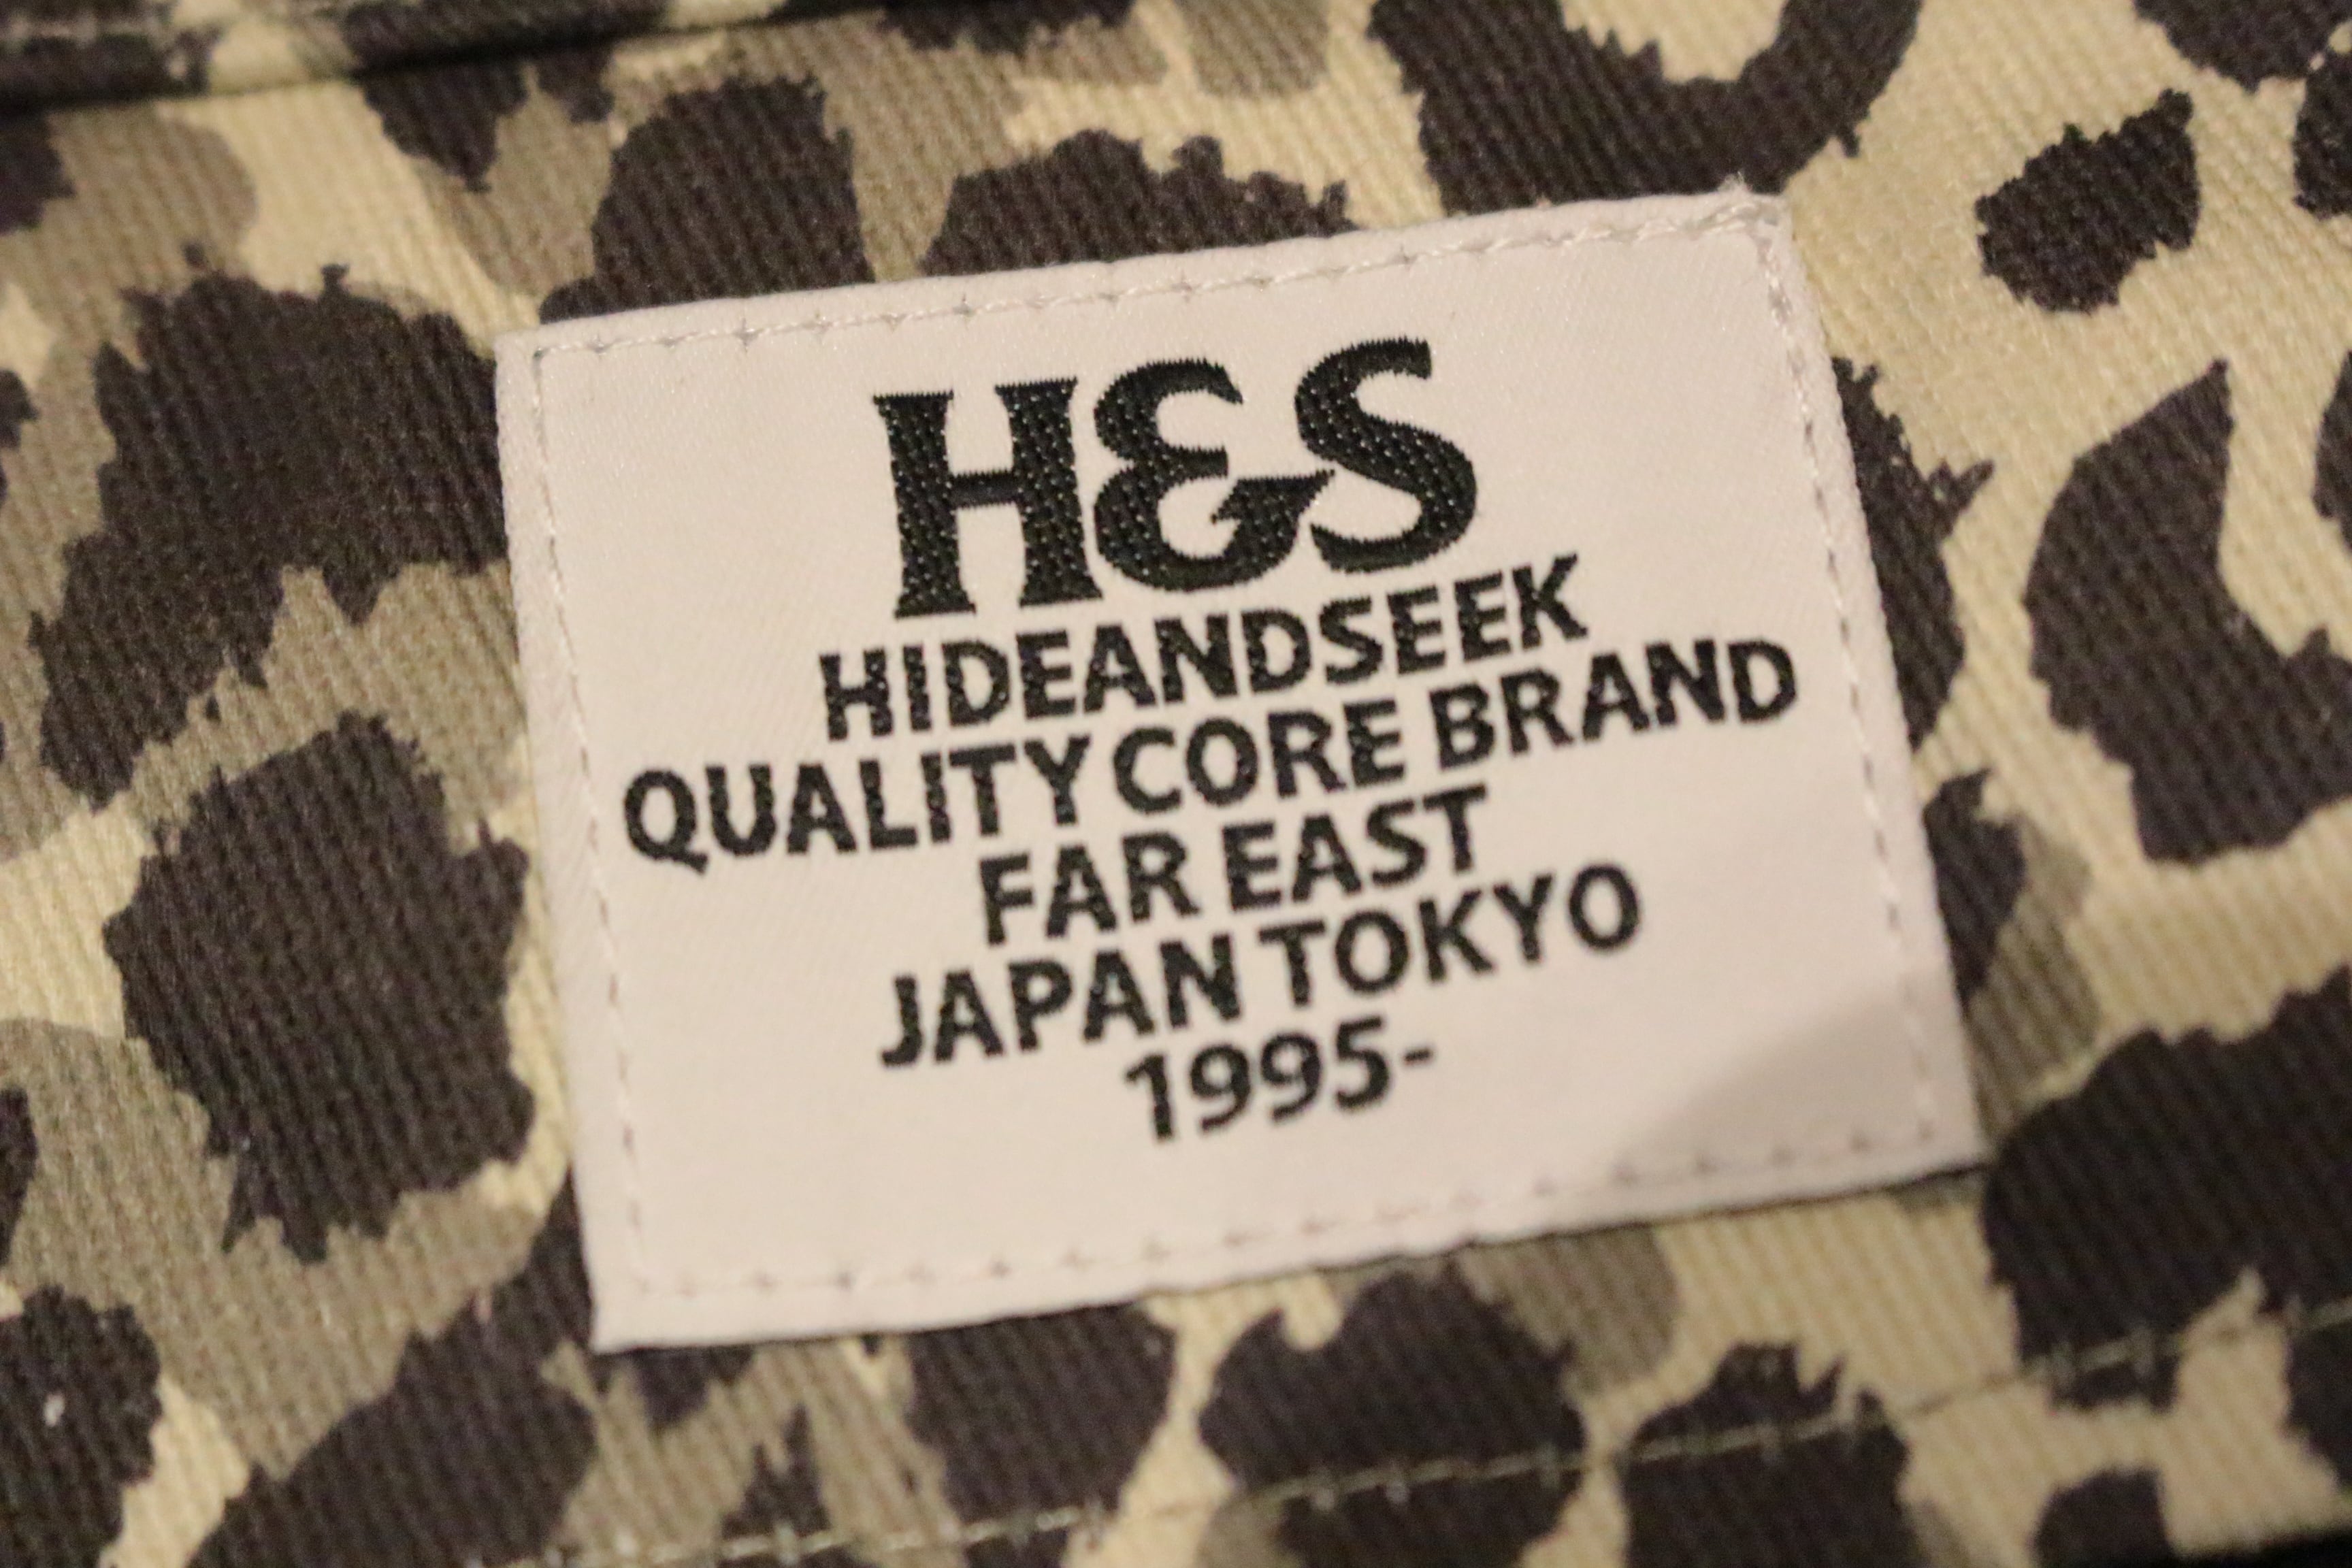 H&S
HIDEANDSEEK
QUALITY CORE BRAND
FAR EAST
JAPAN TOKYO
1995-